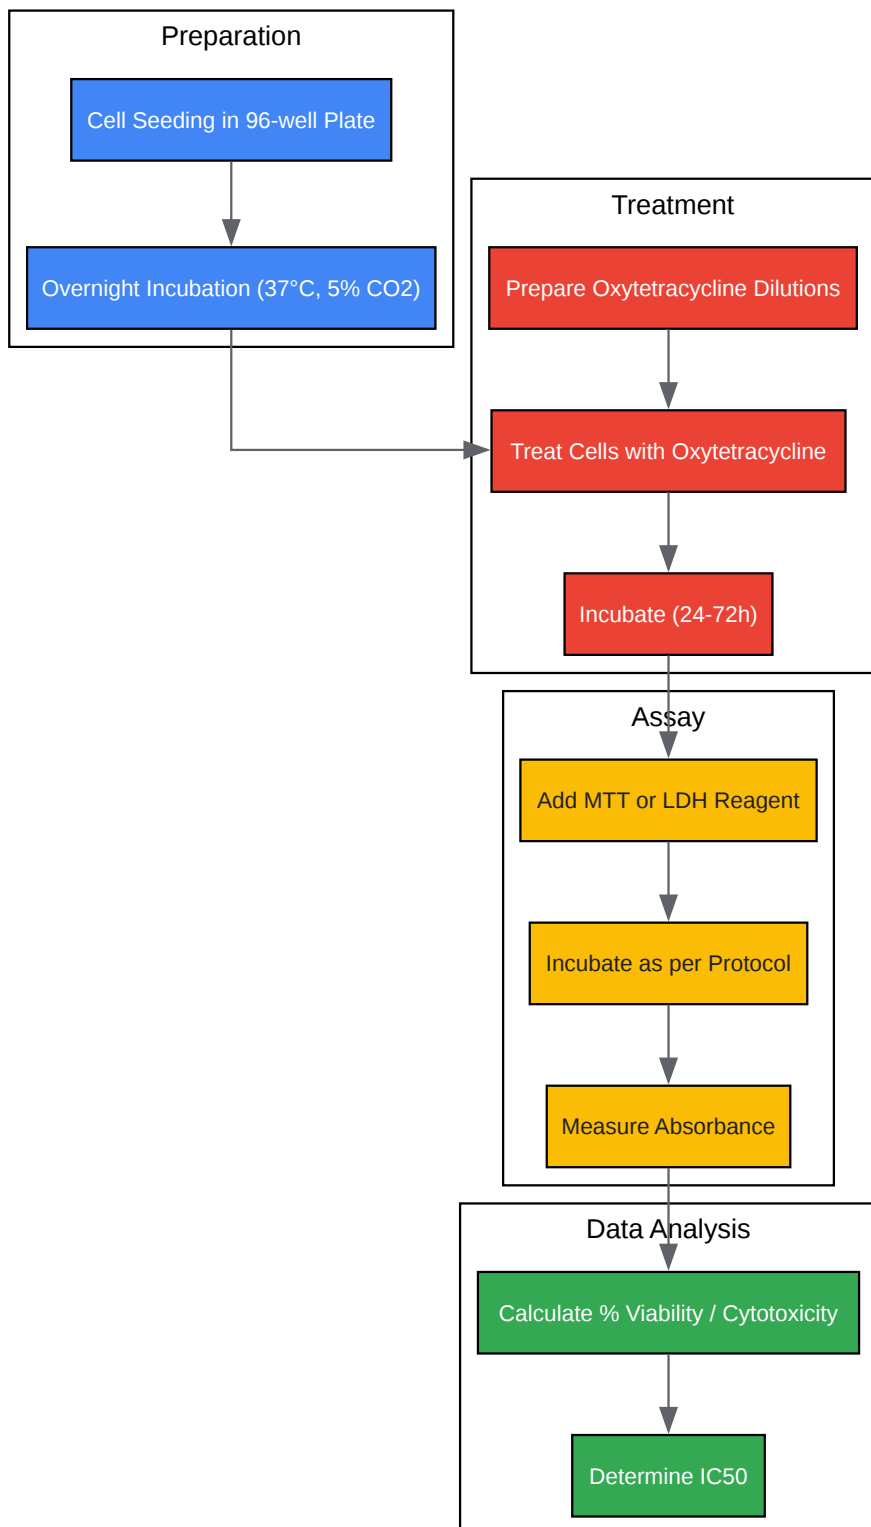 Preparation
Cell Seeding in 96-well Plate
Overnight Incubation (37°C, 5% CO2)
Treatment
Prepare Oxytetracycline Dilutions
Treat Cells with Oxytetracycline
Incubate (24-72h)
Assay
Add MTT or LDH Reagent
Incubate as per Protocol
Measure Absorbance
Data Analysis
Calculate % Viability / Cytotoxicity
Determine IC50